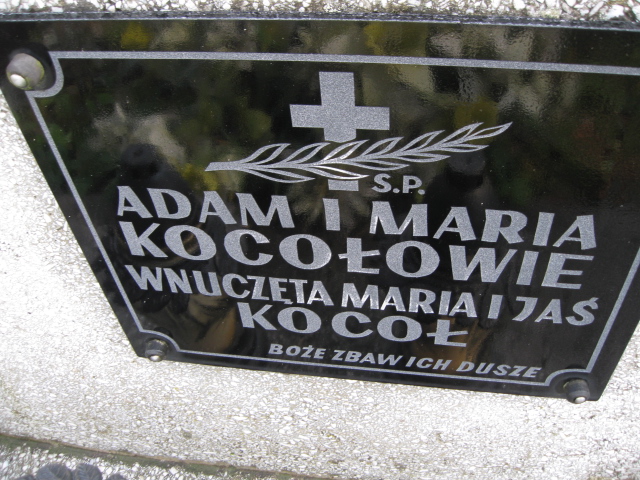 S.P.
ADAM I MARIA
KOCOŁOWIE
WNUCZĘTA MARIA I JAŚ
KOCOŁ
BOŻE ZBAW ICH DUSZE